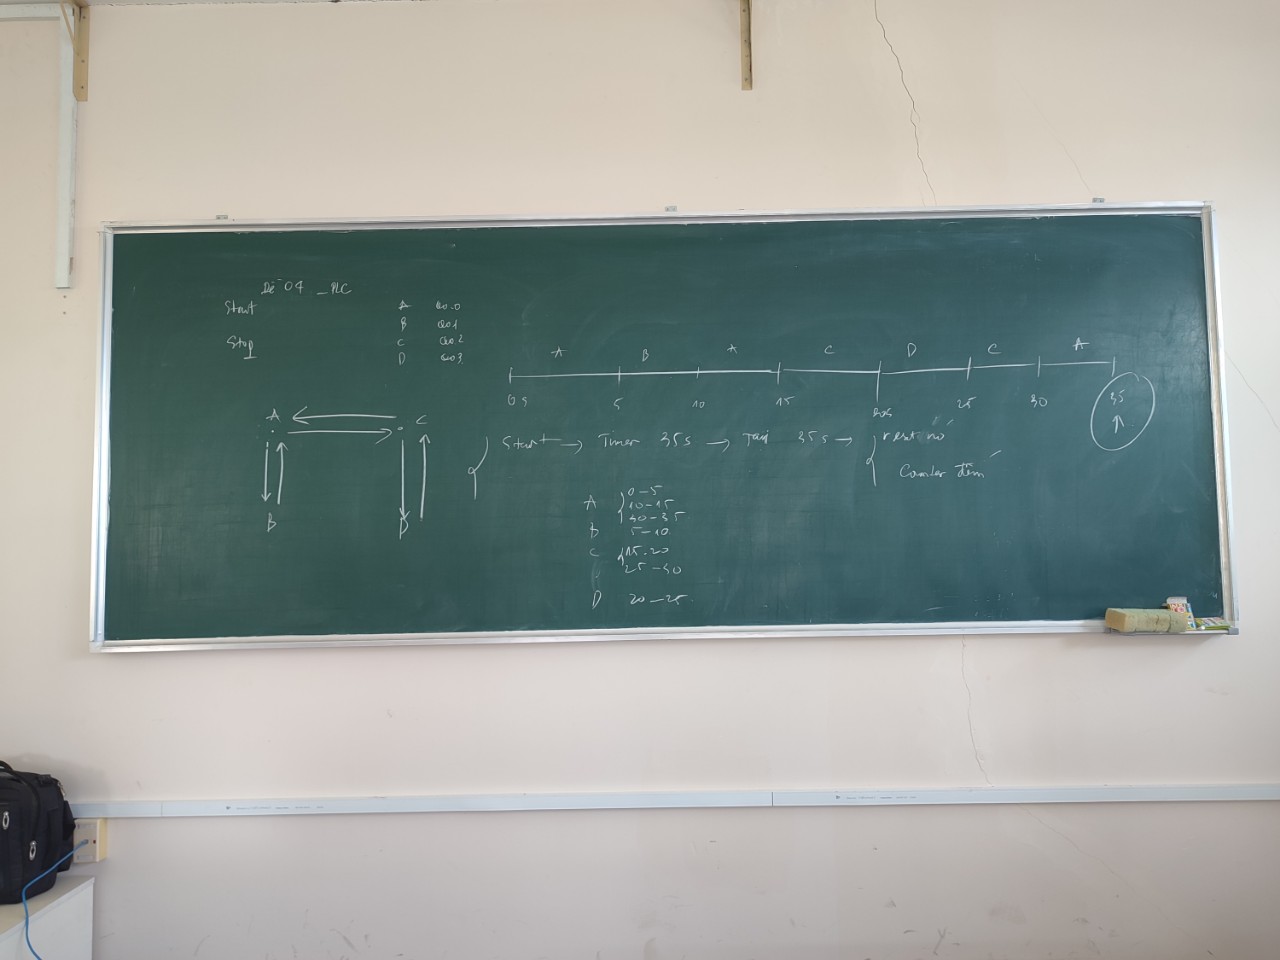 Đề 04 _ PLC
Start
Stop
A Q0.0
B Q0.1
C Q0.2
D Q0.3
A B A C D C A
0s 5 10 15 20s 25 30 35
A C
B D
Start → Timer 35s → Tại 35s → reset nó
Counter đếm
A 0-5
10-15
30-35
B 5-10
C 15-20
25-30
D 20-25